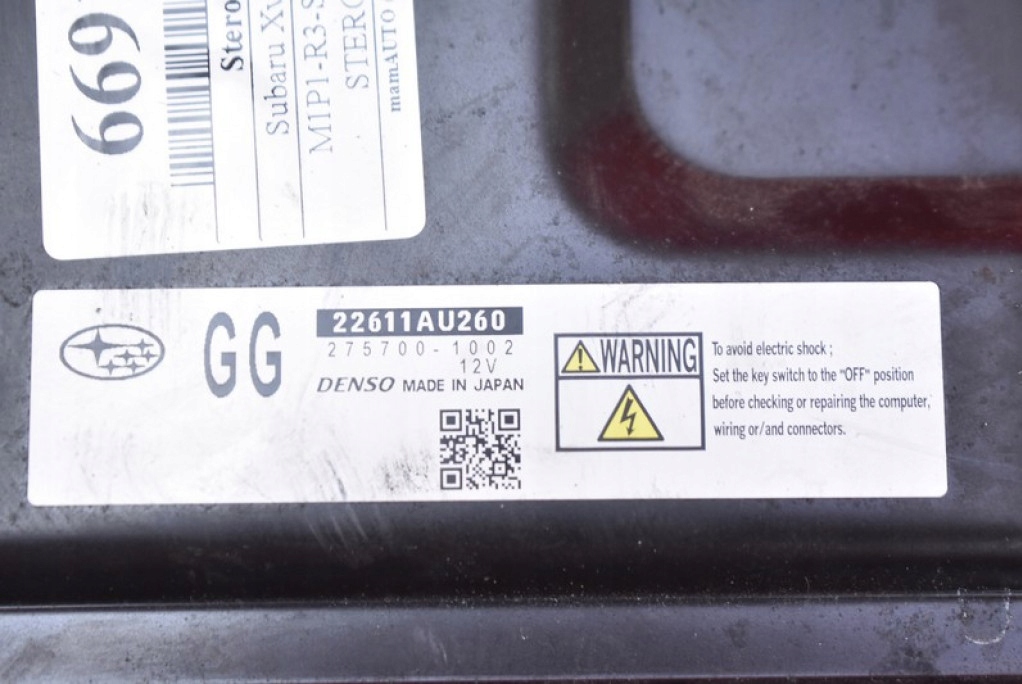 669
Stero
Subaru Xv
MIP1-R3-S
STERO
mamAUTO
GG
22611AU260
275700-1002
12V
DENSO MADE IN JAPAN
WARNING
To avoid electric shock ;
Set the key switch to the "OFF" position
before checking or repairing the computer,
wiring or/and connectors.